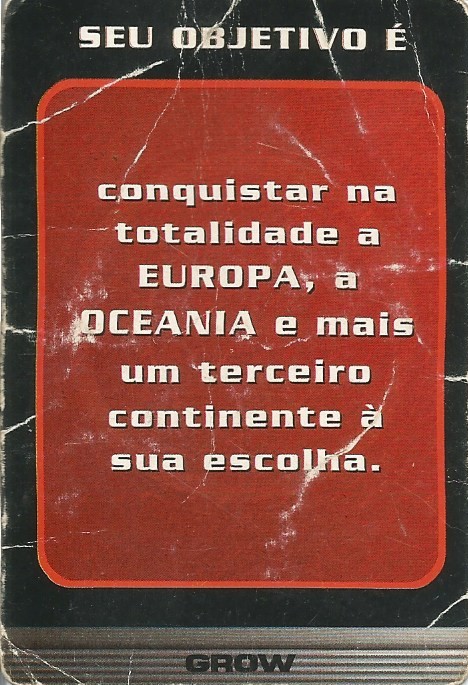 SEU OBJETIVO É
conquistar na
totalidade a
EUROPA, a
OCEANIA e mais
um terceiro
continente à
sua escolha.
GROW